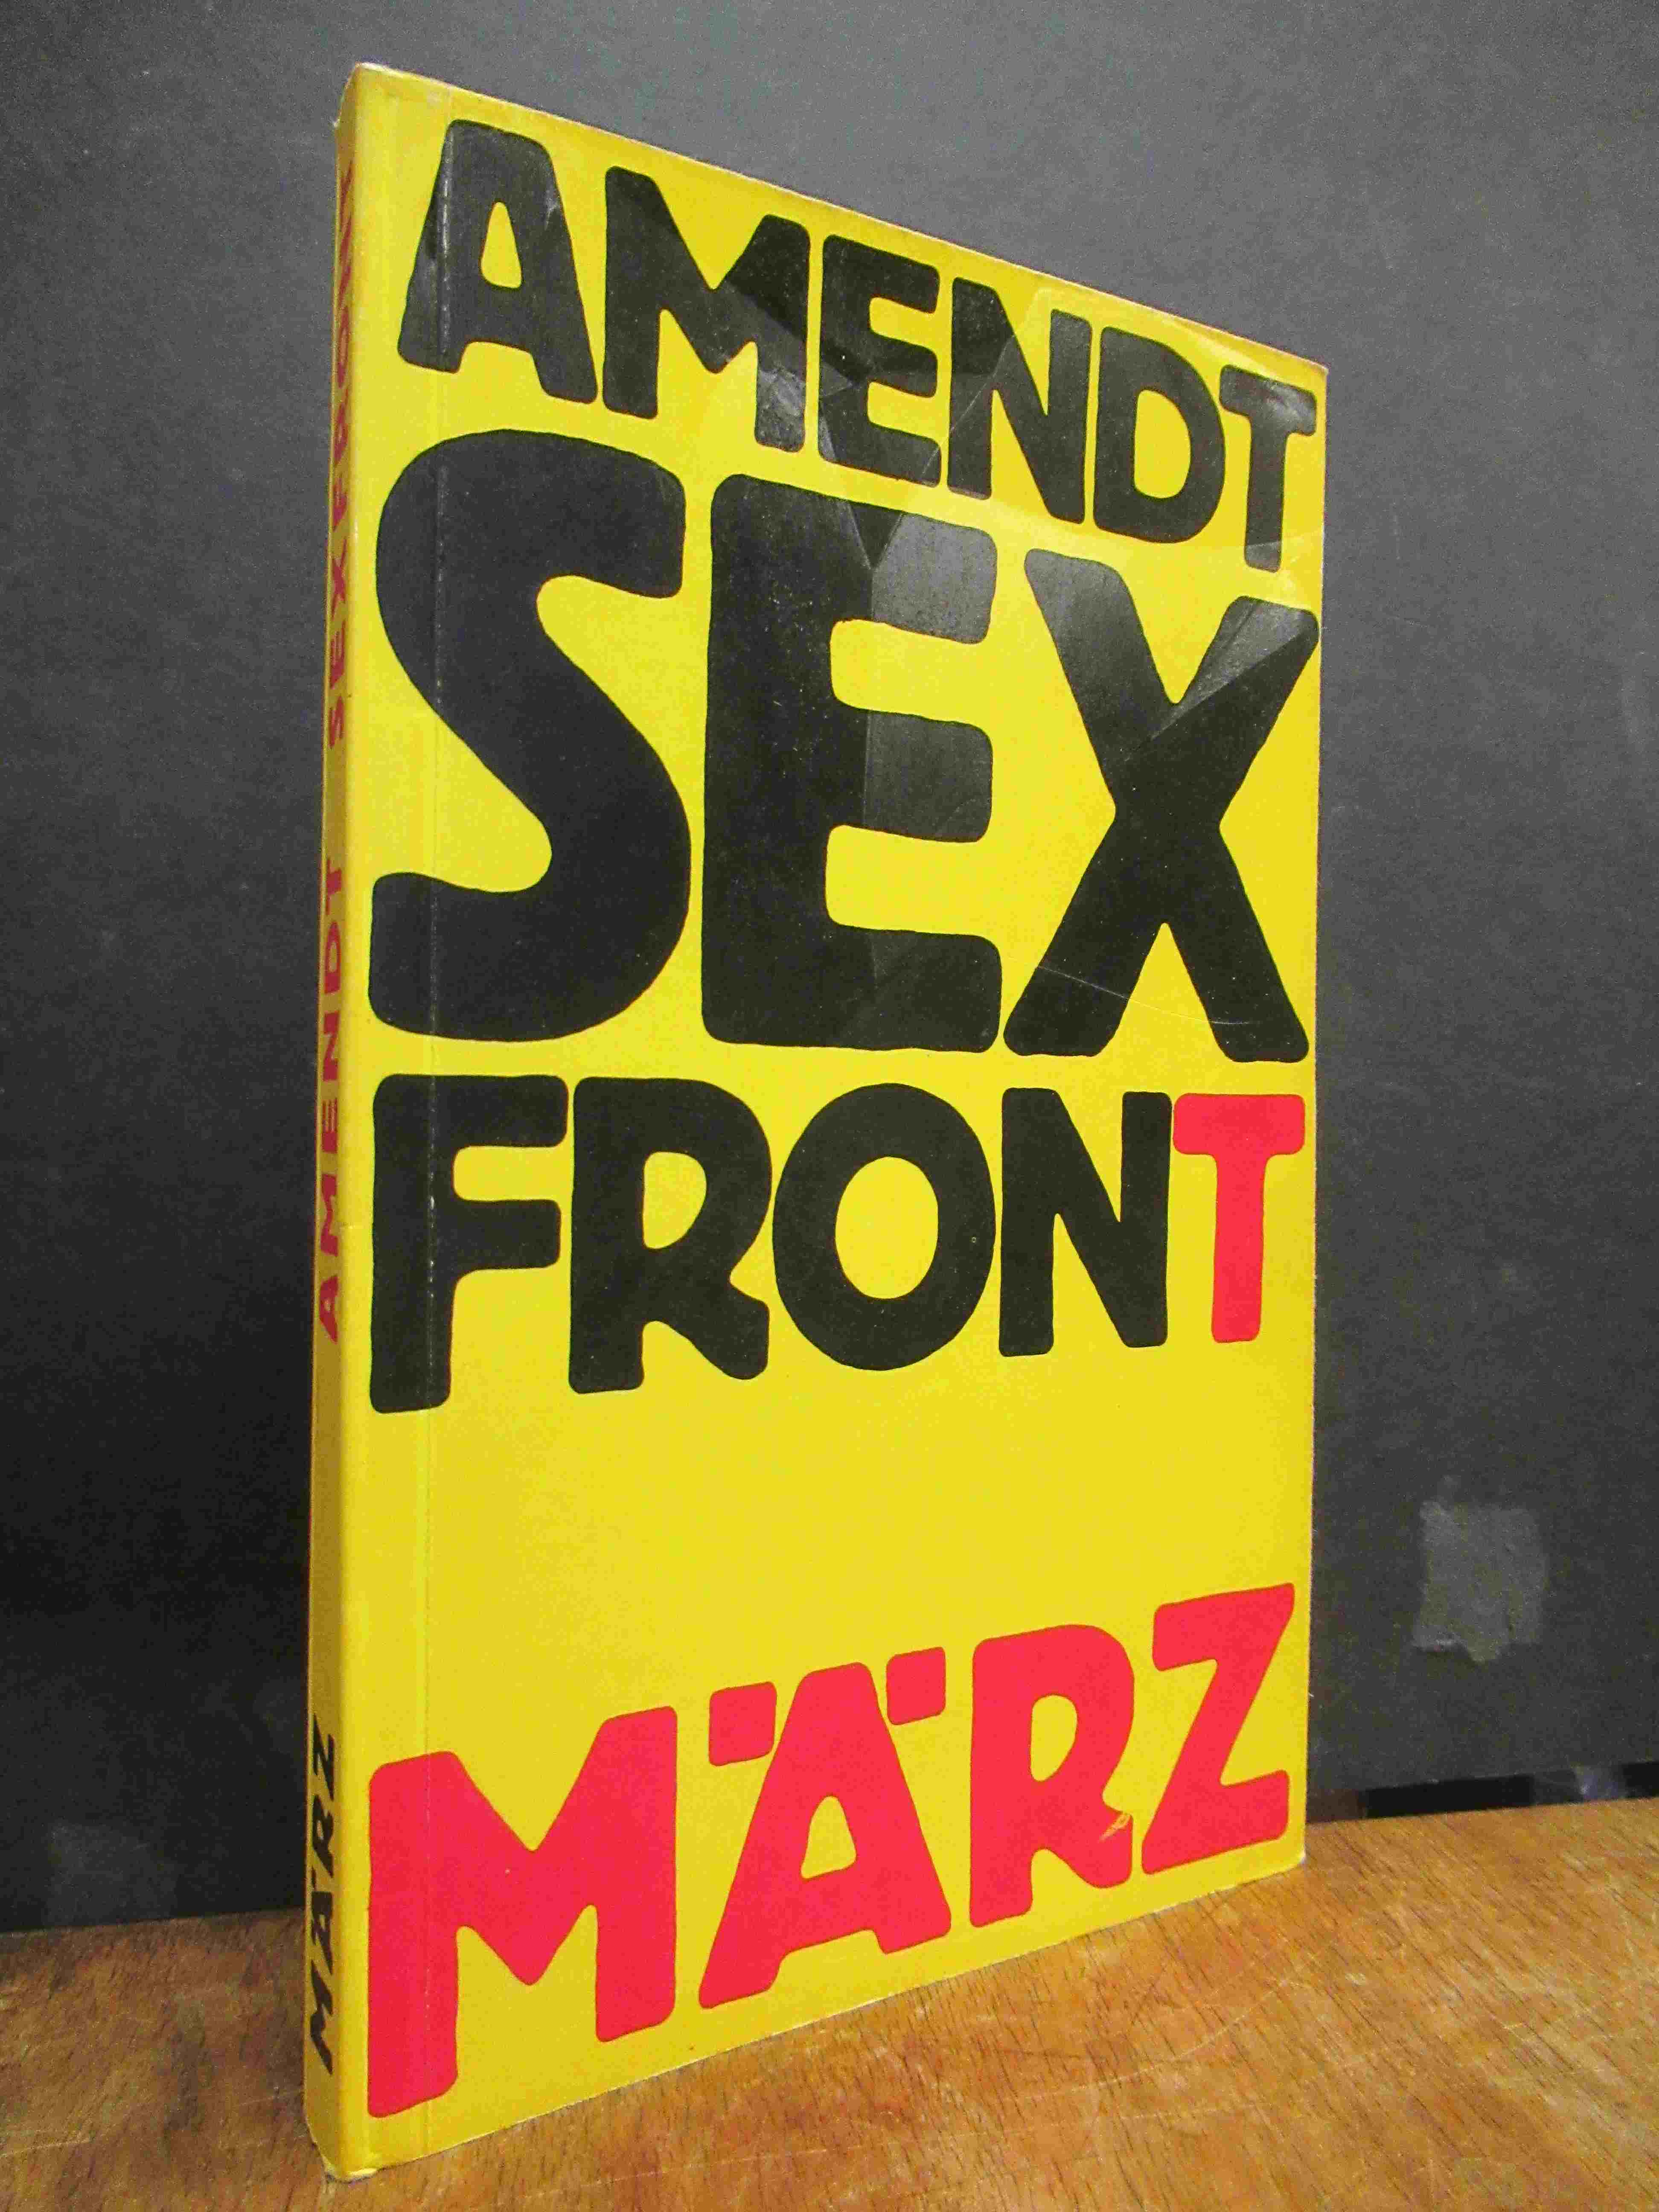 AMENDT
SEX
FRONT
MÄRZ
AMENDT SEXFRONT
MÄRZ